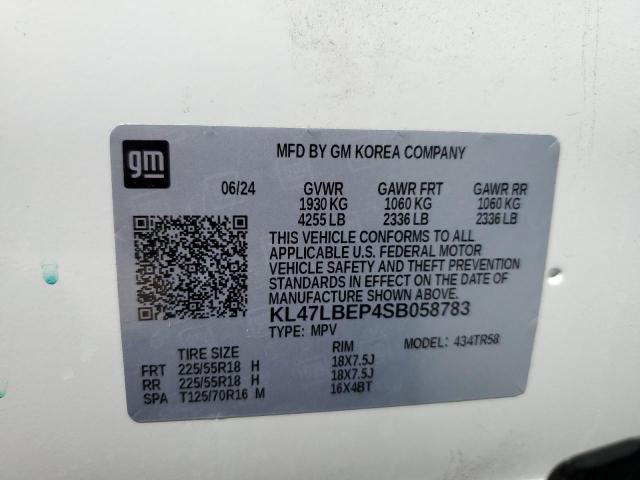 gm
MFD BY GM KOREA COMPANY
06/24 GVWR GAWR FRT GAWR RR
1930 KG 1060 KG 1060 KG
4255 LB 2336 LB 2336 LB
THIS VEHICLE CONFORMS TO ALL
APPLICABLE U.S. FEDERAL MOTOR
VEHICLE SAFETY AND THEFT PREVENTION
STANDARDS IN EFFECT ON THE DATE OF
MANUFACTURE SHOWN ABOVE.
KL47LBEP4SB058783
TYPE: MPV MODEL: 434TR58
TIRE SIZE RIM
FRT 225/55R18 H 18X7.5J
RR 225/55R18 H 18X7.5J
SPA T125/70R16 M 16X4BT